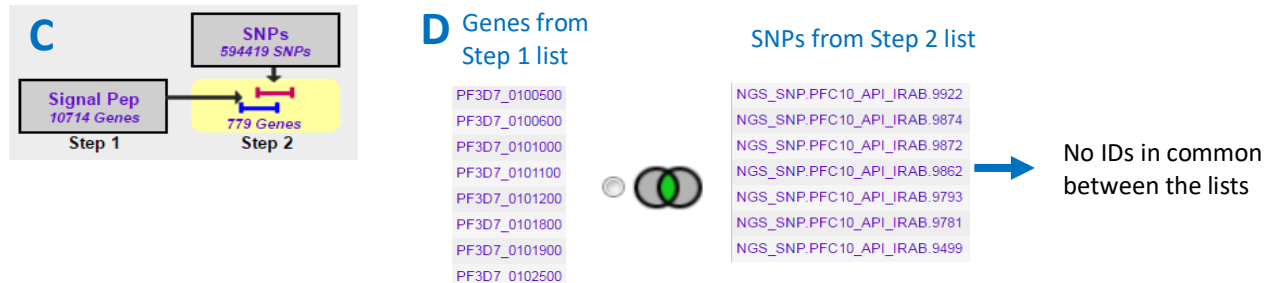 C
SNPs
594419 SNPs
Signal Pep
10714 Genes
779 Genes
Step 1
Step 2
D
Genes from
Step 1 list
PF3D7_0100500
PF3D7_0100600
PF3D7_0101000
PF3D7_0101100
PF3D7_0101200
PF3D7_0101800
PF3D7_0101900
PF3D7_0102500
SNPs from Step 2 list
NGS_SNP.PFC10_API_IRAB.9922
NGS_SNP.PFC10_API_IRAB.9874
NGS_SNP.PFC10_API_IRAB.9872
NGS_SNP.PFC10_API_IRAB.9862
NGS_SNP.PFC10_API_IRAB.9793
NGS_SNP.PFC10_API_IRAB.9781
NGS_SNP.PFC10_API_IRAB.9499
No IDs in common
between the lists